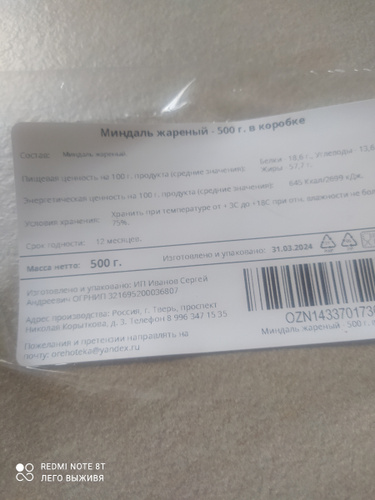 Миндаль жареный - 500 г. в коробке
Состав: Миндаль жареный.
Пищевая ценность на 100 г. продукта (средние значения): Белки - 18,6 г., Углеводы: 13,6
Жиры - 57,7 г.
Энергетическая ценность на 100 г. продукта (средние значения): 645 Ккал/2699 кДж.
Условия хранения: Хранить при температуре от + 3С до +18С при отн. влажности не бол
75%.
Срок годности: 12 месяцев.
Изготовлено и упаковано: 31.03.2024
Масса нетто: 500 г.
Изготовлено и упаковано: ИП Иванов Сергей
Андреевич ОГРНИП 321695200036807
Адрес производства: Россия, г. Тверь, проспект
Николая Корыткова, д. 3. Телефон 8 996 347 15 35
Пожелания и претензии направлять на
почту: orehoteka@yandex.ru
OZN143370173
Миндаль жареный - 500 г.
REDMI NOTE 8T
ЛЕГО ВЫЖИВЯ